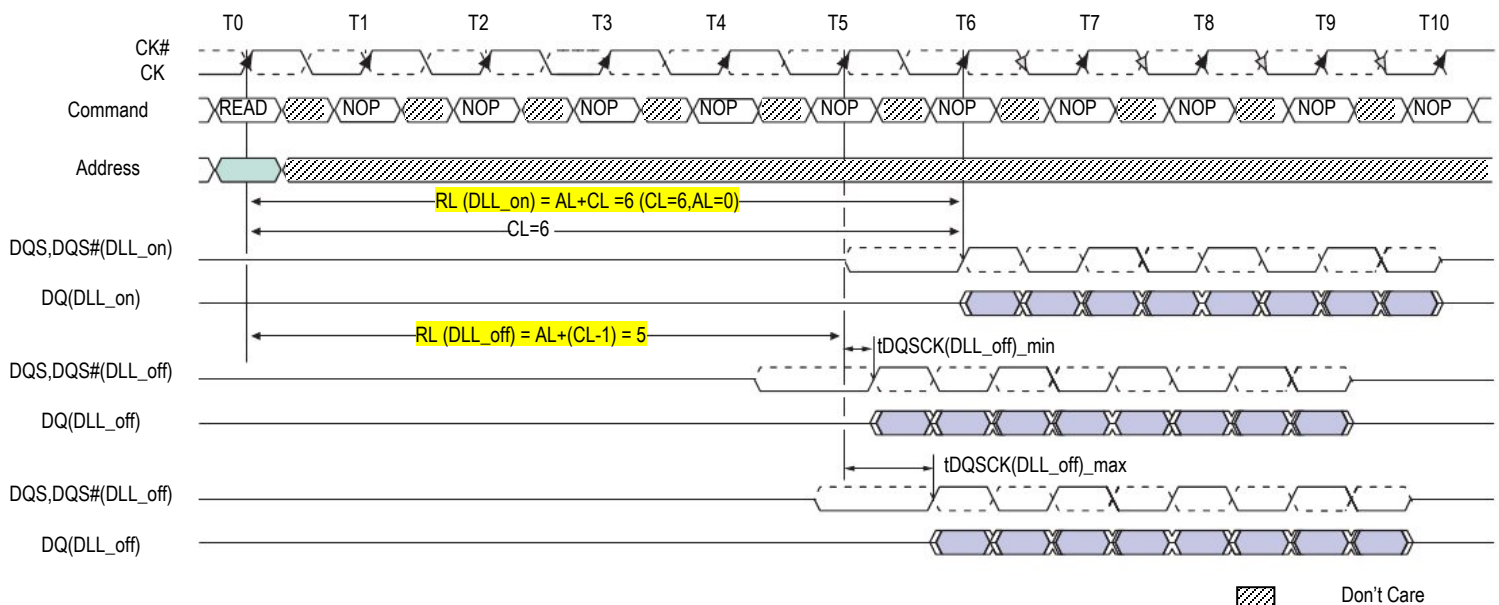 T0 T1 T2 T3 T4 T5 T6 T7 T8 T9 T10
CK#
CK
Command READ NOP NOP NOP NOP NOP NOP NOP NOP NOP NOP
Address
RL (DLL_on) = AL+CL =6 (CL=6,AL=0)
CL=6
DQS,DQS#(DLL_on)
DQ(DLL_on)
RL (DLL_off) = AL+(CL-1) = 5
tDQSCK(DLL_off)_min
DQS,DQS#(DLL_off)
DQ(DLL_off)
tDQSCK(DLL_off)_max
DQS,DQS#(DLL_off)
DQ(DLL_off)
Don't Care